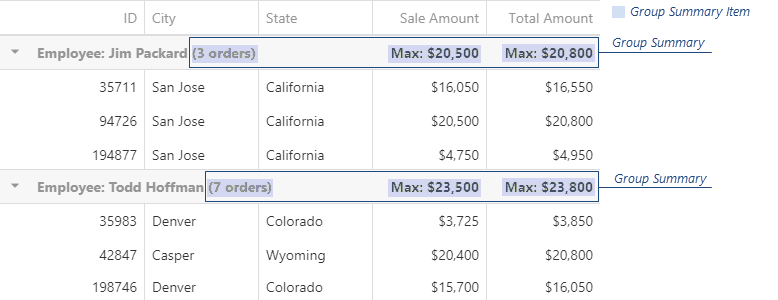 ID City State Sale Amount Total Amount Group Summary Item
Employee: Jim Packard (3 orders) Max: $20,500 Max: $20,800 Group Summary
35711 San Jose California $16,050 $16,550
94726 San Jose California $20,500 $20,800
194877 San Jose California $4,750 $4,950
Employee: Todd Hoffman (7 orders) Max: $23,500 Max: $23,800 Group Summary
35983 Denver Colorado $3,725 $3,850
42847 Casper Wyoming $20,400 $20,800
198746 Denver Colorado $15,700 $16,050